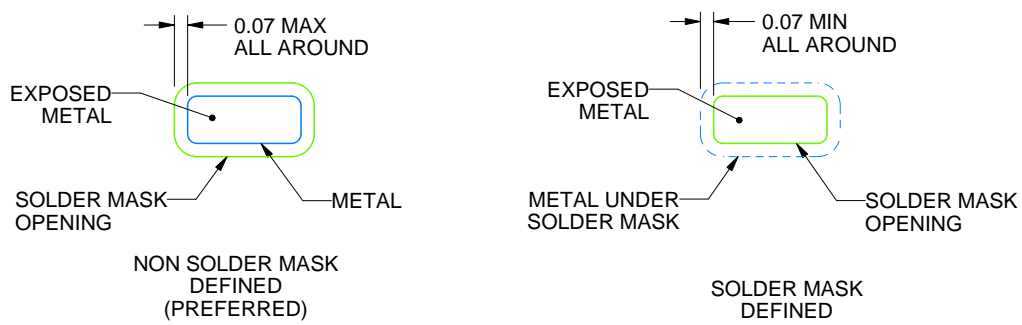 0.07 MAX
ALL AROUND
EXPOSED
METAL
SOLDER MASK
OPENING
METAL
NON SOLDER MASK
DEFINED
(PREFERRED)
0.07 MIN
ALL AROUND
EXPOSED
METAL
METAL UNDER
SOLDER MASK
SOLDER MASK
OPENING
SOLDER MASK
DEFINED